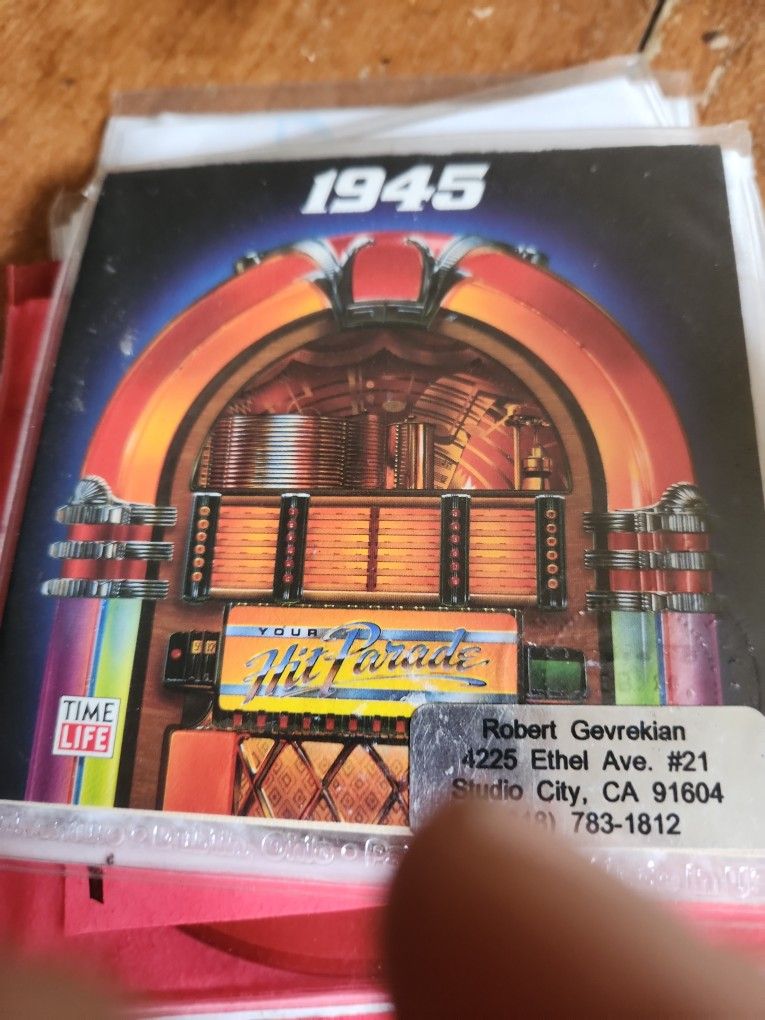 1945
YOUR
Hit Parade
TIME
LIFE
Robert Gevrekian
4225 Ethel Ave. #21
Studio City, CA 91604
783-1812